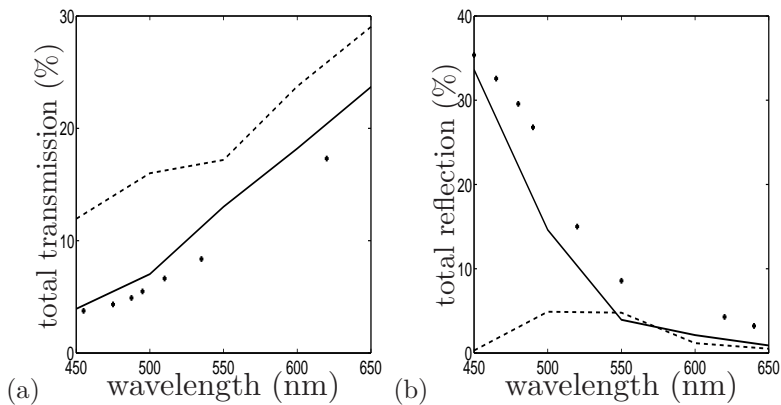 30
20
10
0
450 500 550 600 650
total transmission (%)
wavelength (nm)
(a)
40
30
20
10
0
450 500 550 600 650
total reflection (%)
wavelength (nm)
(b)